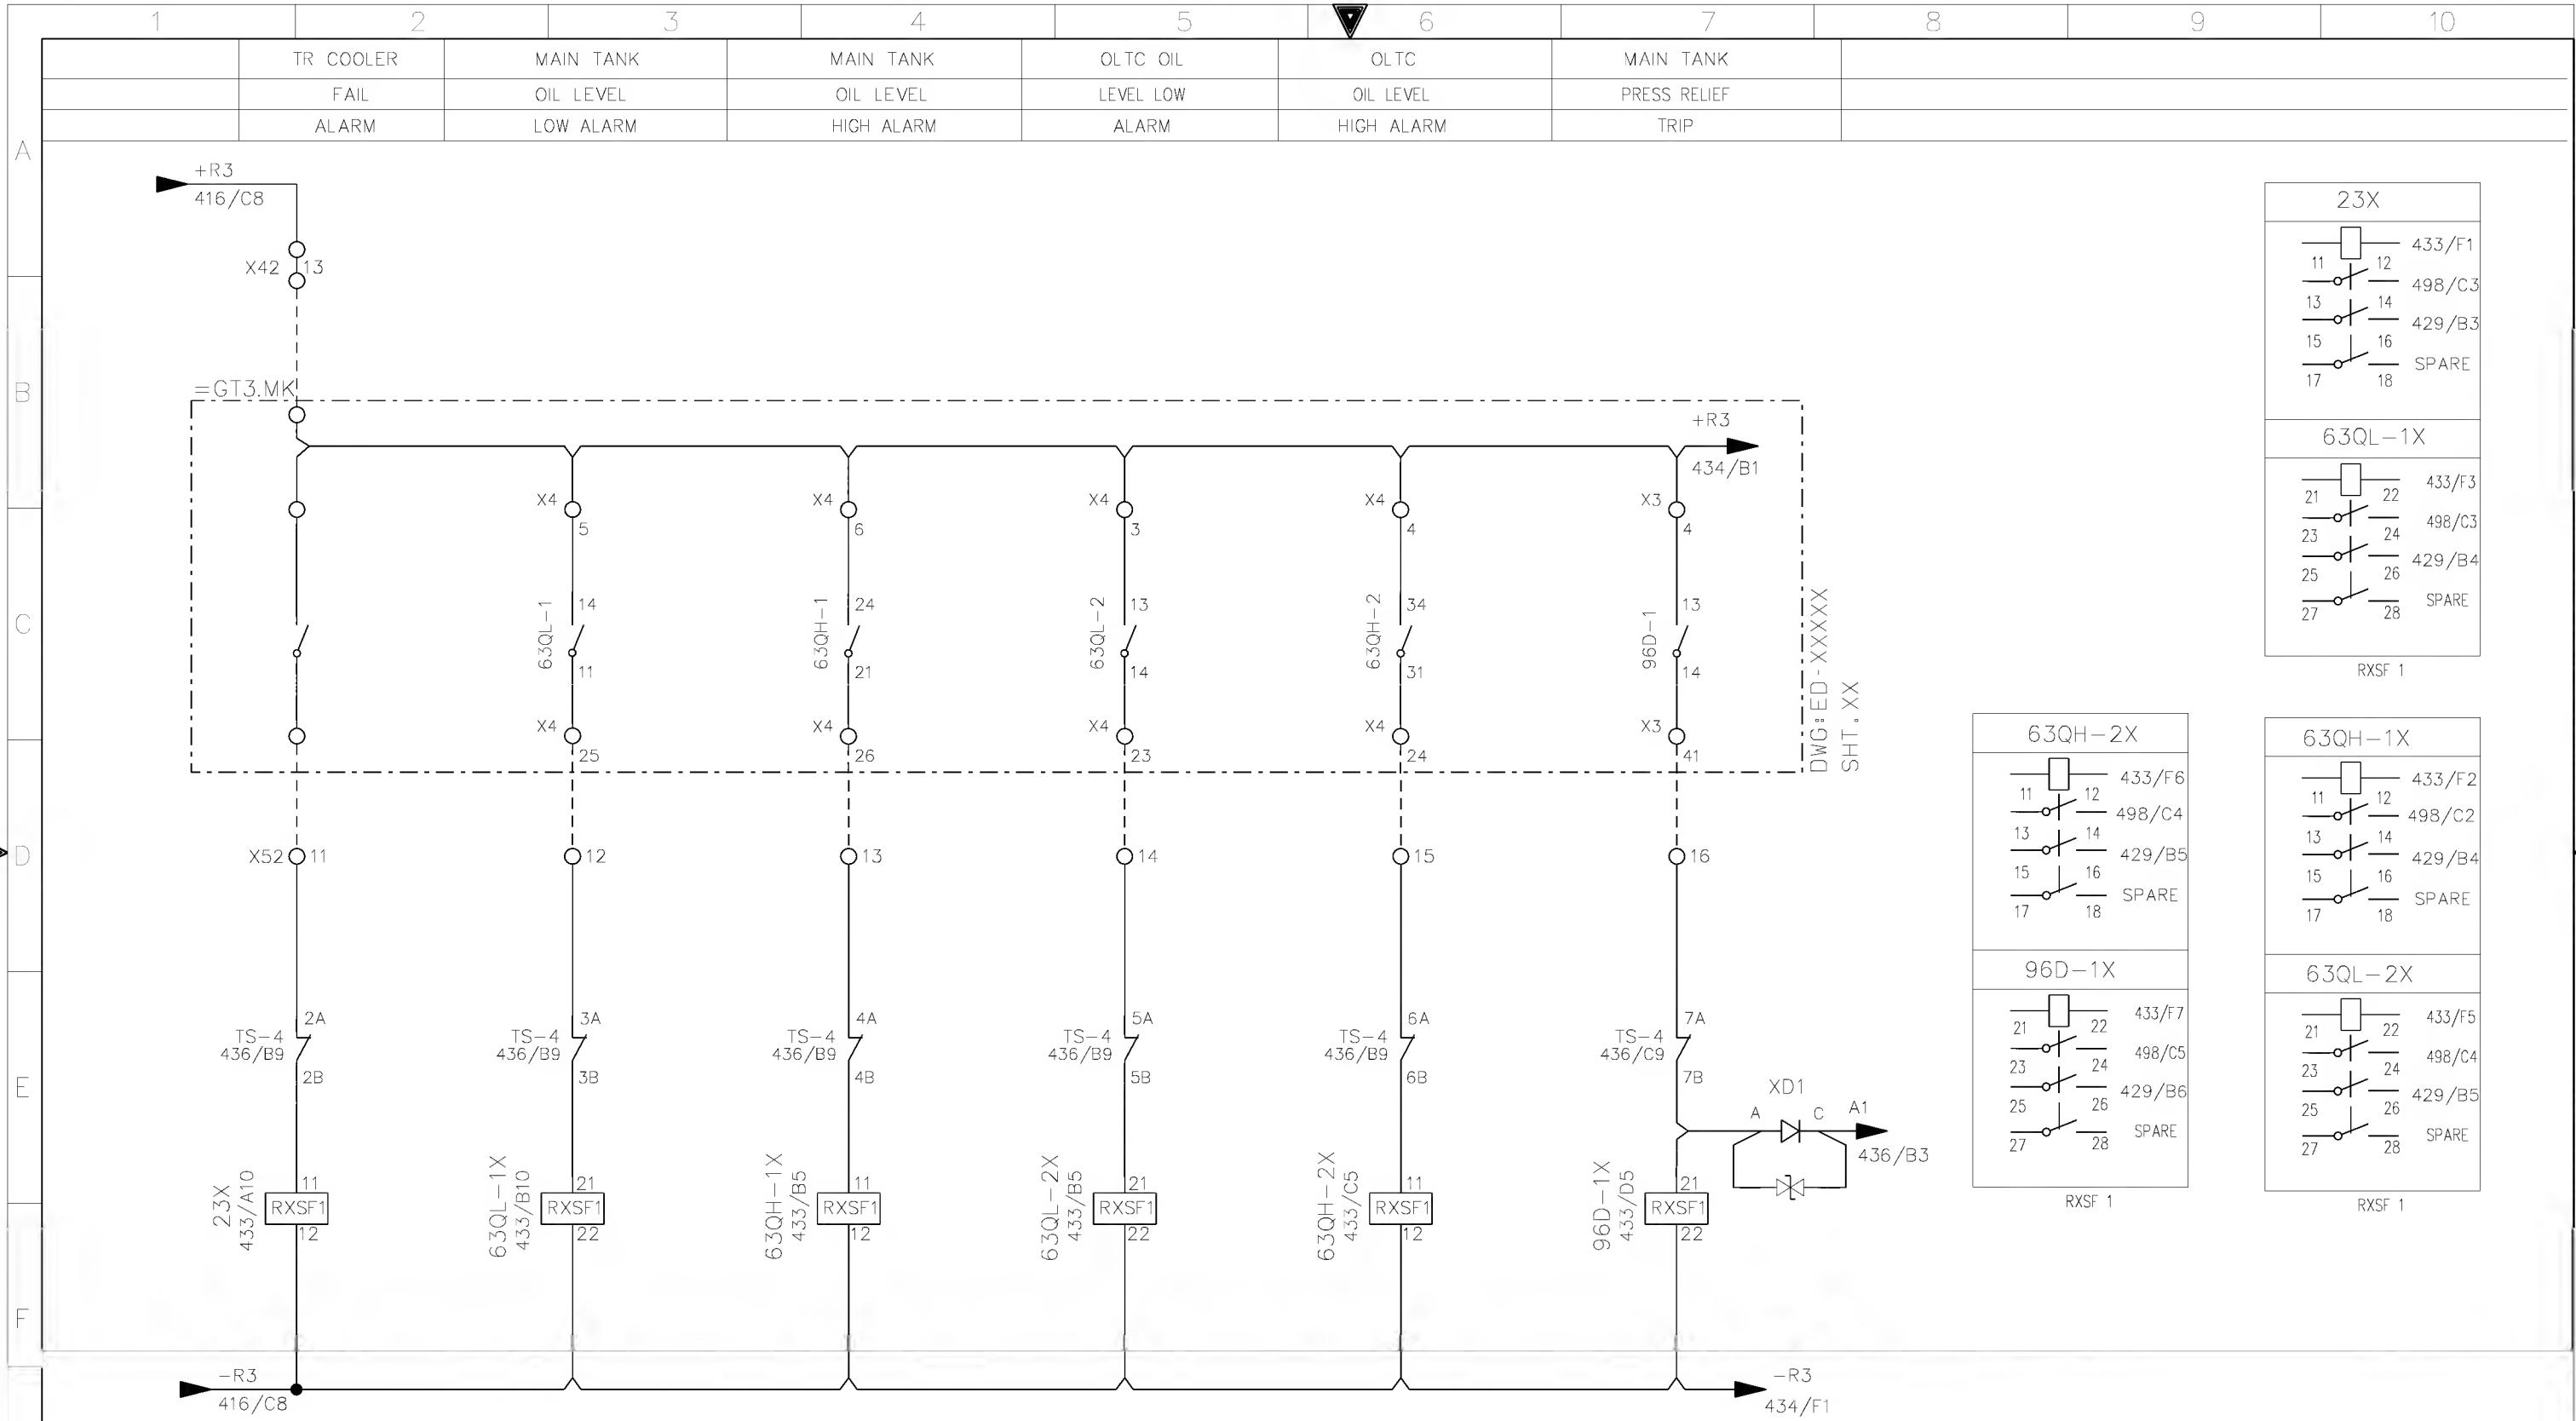 1 2 3 4 5 6 7 8 9 10
TR COOLER MAIN TANK MAIN TANK OLTC OIL OLTC MAIN TANK
FAIL OIL LEVEL OIL LEVEL LEVEL LOW OIL LEVEL PRESS RELIEF
ALARM LOW ALARM HIGH ALARM ALARM HIGH ALARM TRIP
A
B
C
D
E
F
+R3
416/C8
X42 13
=GT3.MK
+R3
434/B1
X4 X4 X4 X4 X3
5 6 3 4 4
63QL-1 14 11
63QH-1 24 21
63QL-2 13 14
63QH-2 34 31
96D-1 13 14
X4 X4 X4 X4 X3
25 26 23 24 41
DWG:ED-XXXXX
SHT.XX
X52 11 12 13 14 15 16
2A 3A 4A 5A 6A 7A
TS-4 TS-4 TS-4 TS-4 TS-4 TS-4
436/B9 436/B9 436/B9 436/B9 436/B9 436/C9
2B 3B 4B 5B 6B 7B
XD1
A C A1
436/B3
23X
433/A10
11
RXSF1
12
63QL-1X
433/B10
21
RXSF1
22
63QH-1X
433/B5
11
RXSF1
12
63QL-2X
433/B5
21
RXSF1
22
63QH-2X
433/C5
11
RXSF1
12
96D-1X
433/D5
21
RXSF1
22
-R3
416/C8
-R3
434/F1
23X
433/F1
11 12
498/C3
13 14
429/B3
15 16
SPARE
17 18
63QL-1X
433/F3
21 22
498/C3
23 24
429/B4
25 26
SPARE
27 28
RXSF 1
63QH-2X
433/F6
11 12
498/C4
13 14
429/B5
15 16
SPARE
17 18
96D-1X
433/F7
21 22
498/C5
23 24
429/B6
25 26
SPARE
27 28
RXSF 1
63QH-1X
433/F2
11 12
498/C2
13 14
429/B4
15 16
SPARE
17 18
63QL-2X
433/F5
21 22
498/C4
23 24
429/B5
25 26
SPARE
27 28
RXSF 1